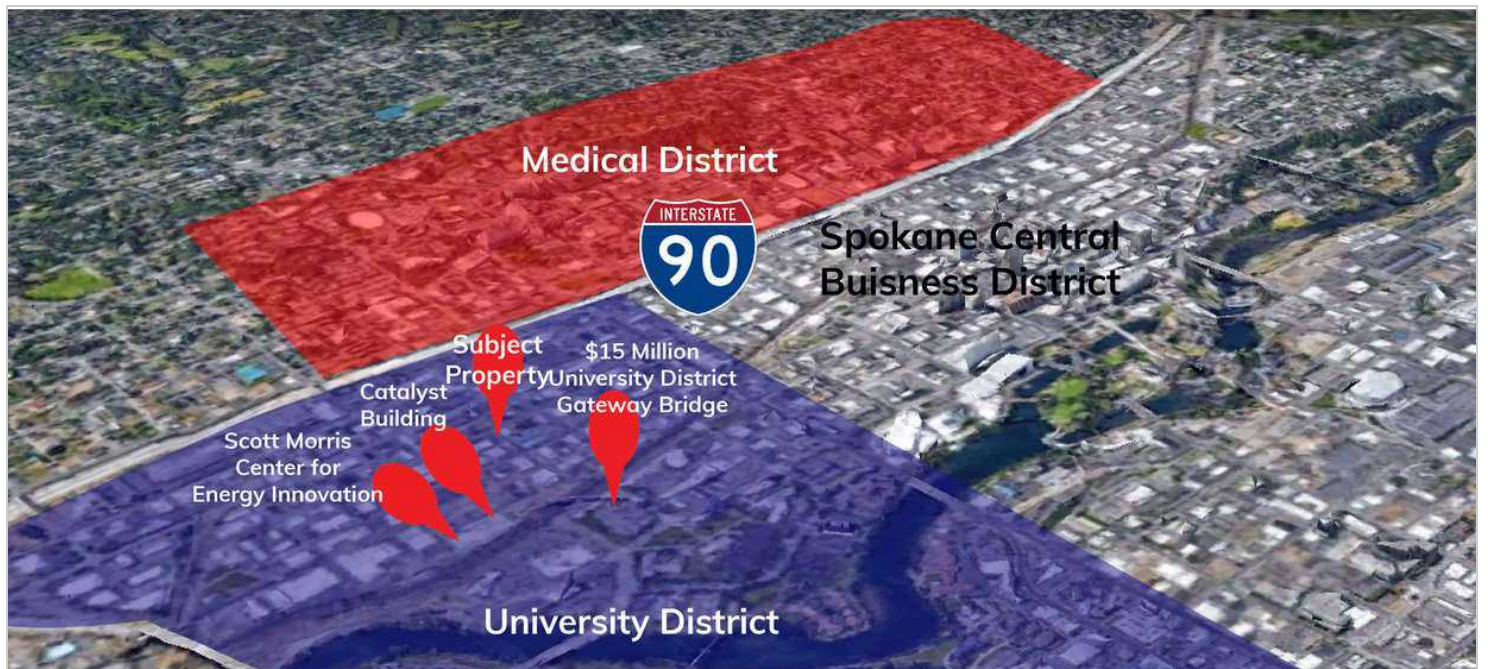 Medical District
INTERSTATE
90
Spokane Central
Buisness District
Subject
Property
$15 Million
University District
Gateway Bridge
Catalyst
Building
Scott Morris
Center for
Energy Innovation
University District